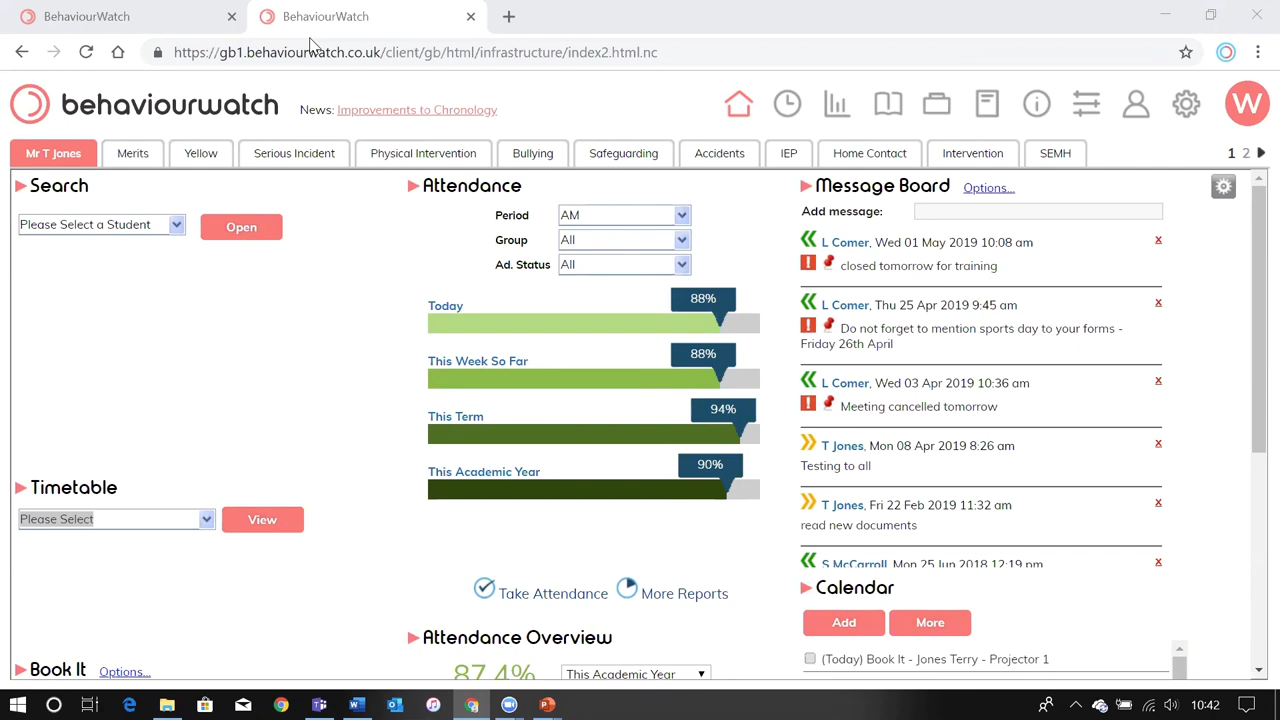 BehaviourWatch
BehaviourWatch
https://gb1.behaviourwatch.co.uk/client/gb/html/infrastructure/index2.html.nc
behaviourwatch
News: Improvements to Chronology
W
Mr T Jones
Merits
Yellow
Serious Incident
Physical Intervention
Bullying
Safeguarding
Accidents
IEP
Home Contact
Intervention
SEMH
1 2
Search
Please Select a Student
Open
Timetable
Please Select
View
Book It Options...
Attendance
Period AM
Group All
Ad. Status All
88%
Today
88%
This Week So Far
94%
This Term
90%
This Academic Year
Take Attendance
More Reports
Attendance Overview
87.4%
This Academic Year
Message Board Options...
Add message:
L Comer, Wed 01 May 2019 10:08 am x
closed tomorrow for training
L Comer, Thu 25 Apr 2019 9:45 am x
Do not forget to mention sports day to your forms -
Friday 26th April
L Comer, Wed 03 Apr 2019 10:36 am x
Meeting cancelled tomorrow
T Jones, Mon 08 Apr 2019 8:26 am x
Testing to all
T Jones, Fri 22 Feb 2019 11:32 am x
read new documents
S McCarroll, Mon 25 Jun 2018 12:19 pm x
Calendar
Add
More
(Today) Book It - Jones Terry - Projector 1
10:42